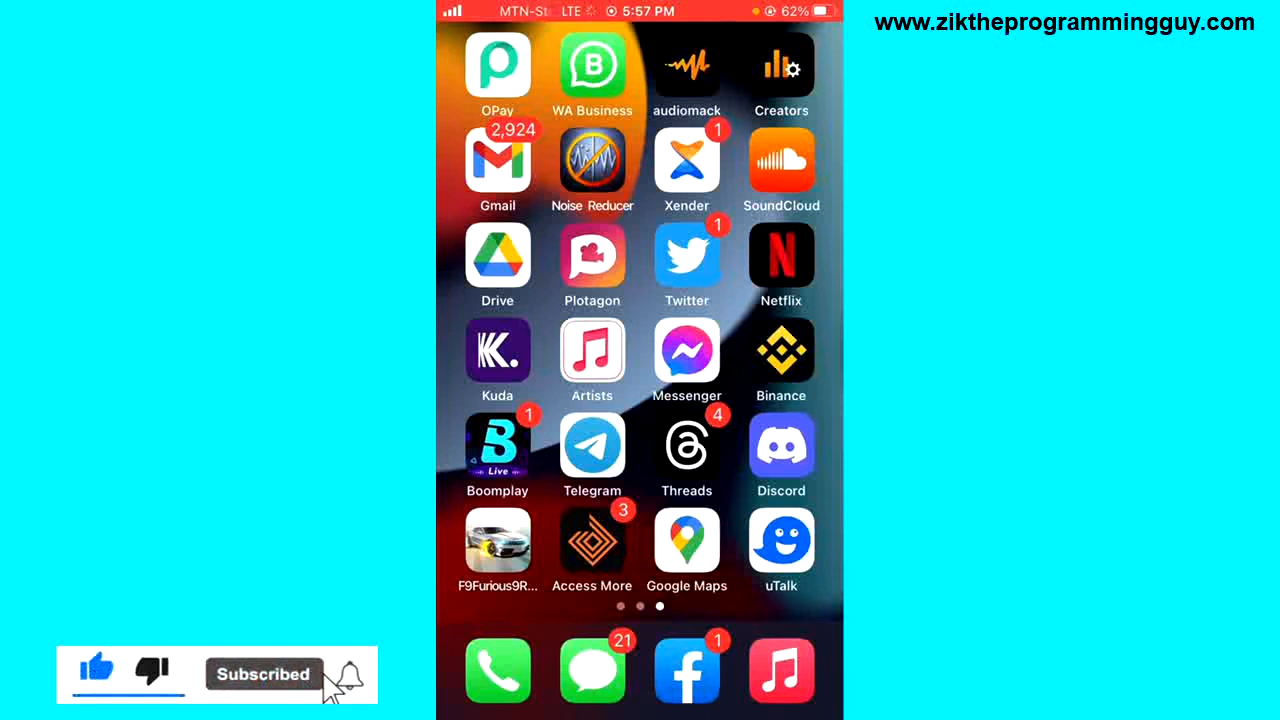 MTN-St LTE 5:57 PM 62%
www.ziktheprogrammingguy.com
OPay WA Business audiomack Creators
2,924 1
Gmail Noise Reducer Xender SoundCloud
1
Drive Plotagon Twitter Netflix
K.
Kuda Artists Messenger Binance
1 4
Live
Boomplay Telegram Threads Discord
3
F9Furious9R... Access More Google Maps uTalk
21 1
Subscribed